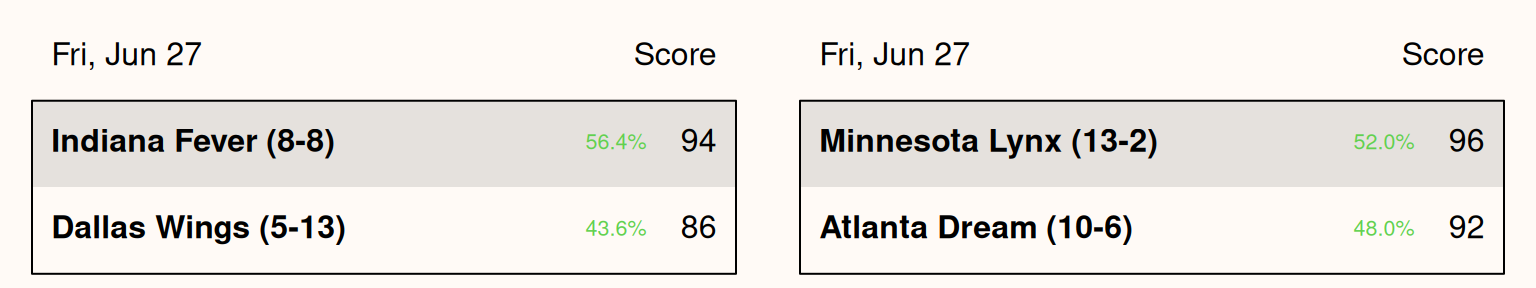 Fri, Jun 27 Score
Indiana Fever (8-8) 56.4% 94
Dallas Wings (5-13) 43.6% 86
Fri, Jun 27 Score
Minnesota Lynx (13-2) 52.0% 96
Atlanta Dream (10-6) 48.0% 92